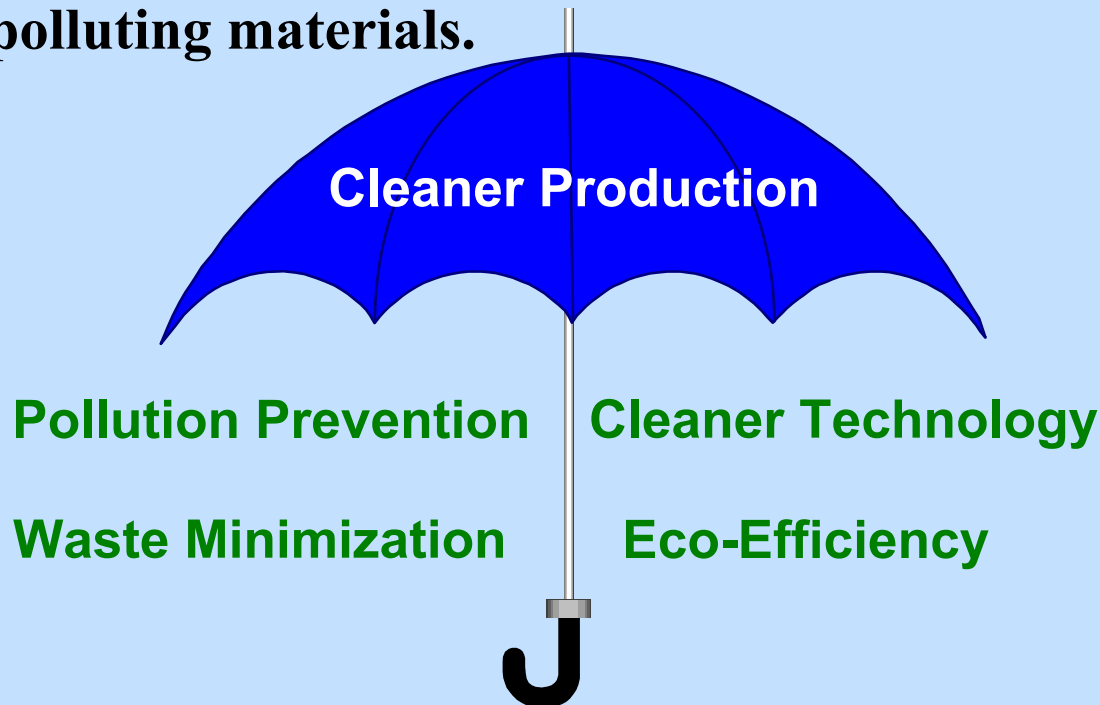 polluting materials.
Cleaner Production
Pollution Prevention Cleaner Technology
Waste Minimization Eco-Efficiency